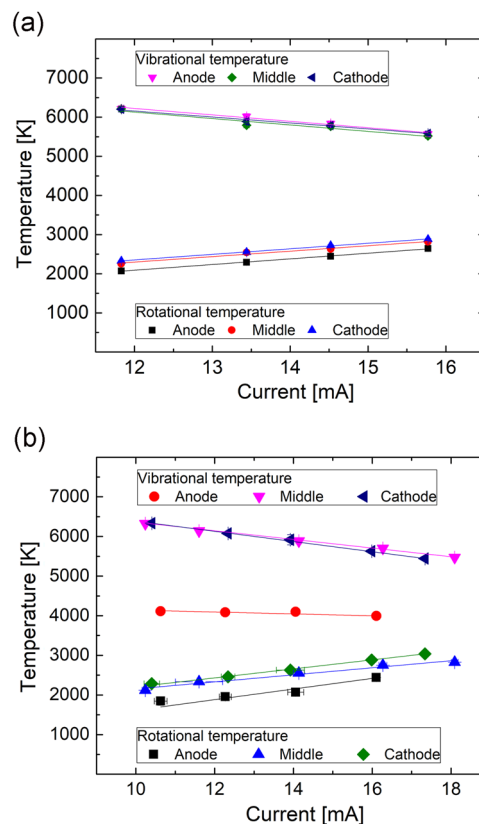 (a)
Vibrational temperature
Anode Middle Cathode
7000
6000
5000
4000
3000
2000
1000
Temperature [K]
Rotational temperature
Anode Middle Cathode
12 13 14 15 16
Current [mA]
(b)
Vibrational temperature
Anode Middle Cathode
7000
6000
5000
4000
3000
2000
1000
Temperature [K]
Rotational temperature
Anode Middle Cathode
10 12 14 16 18
Current [mA]